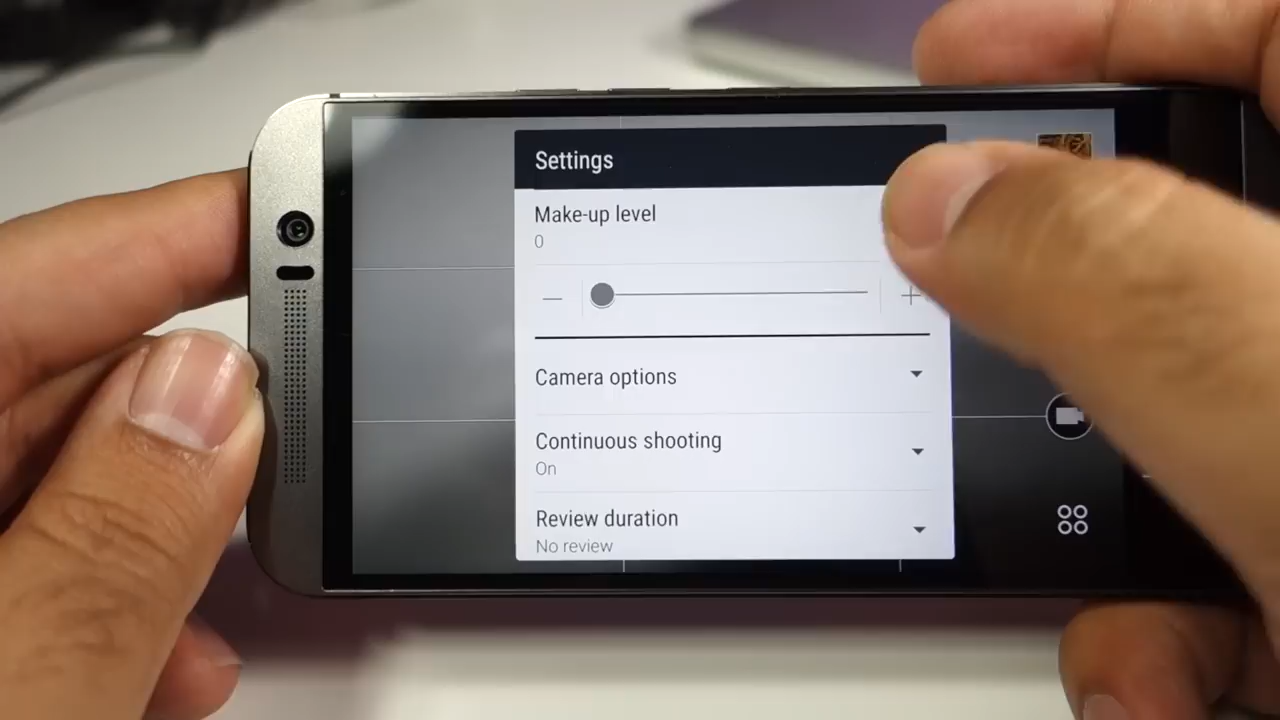 Settings
Make-up level
0
Camera options
Continuous shooting
On
Review duration
No review